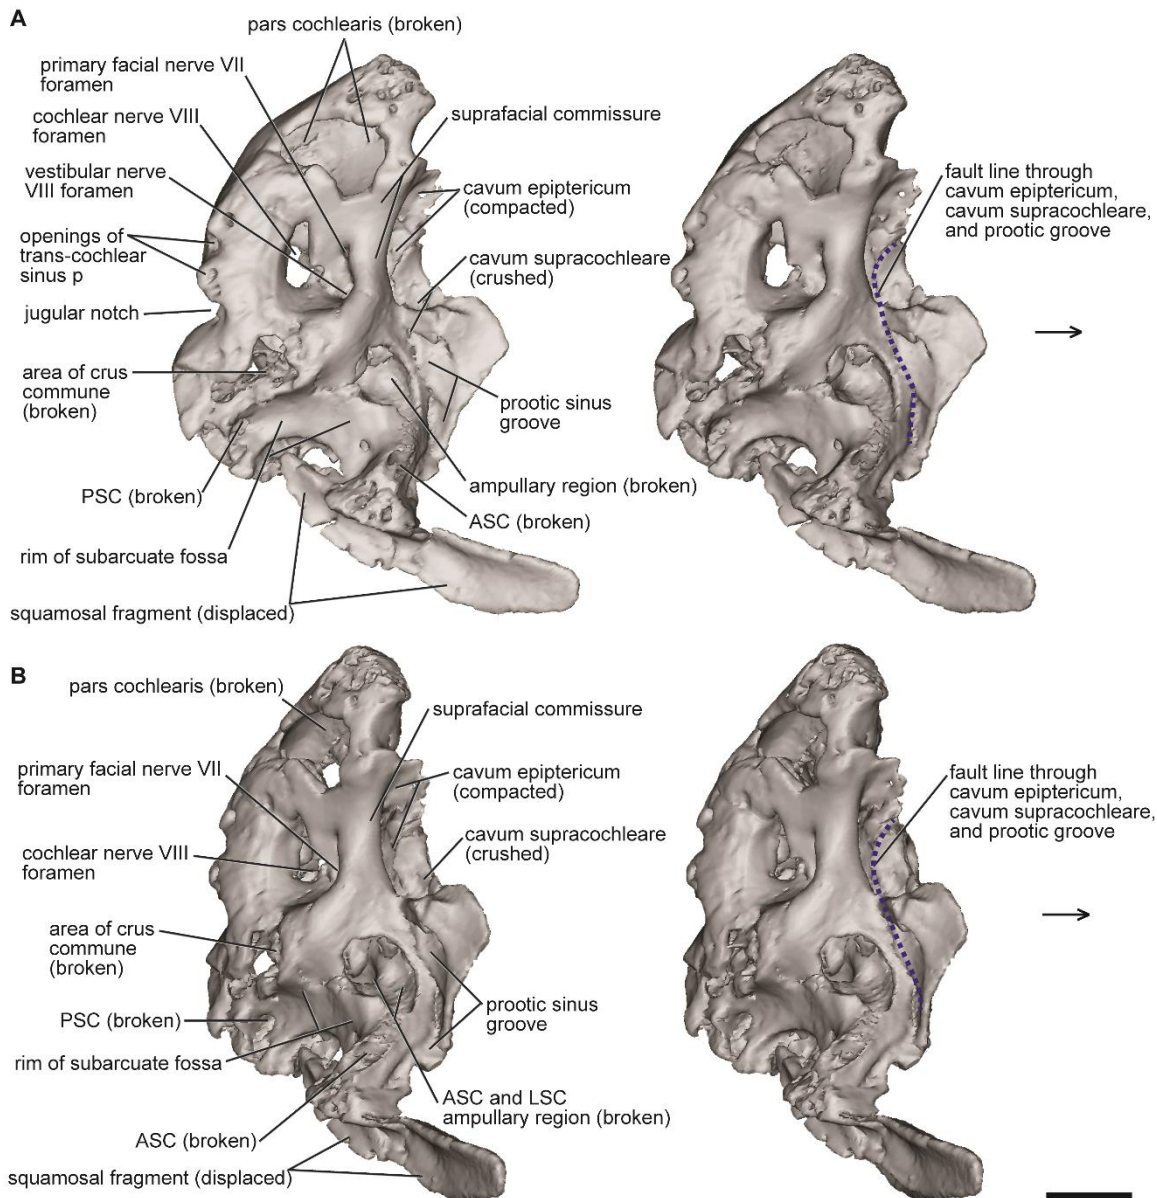 A
pars cochlearis (broken)
primary facial nerve VII
foramen
cochlear nerve VIII
foramen
vestibular nerve
VIII foramen
openings of
trans-cochlear
sinus p
jugular notch
area of crus
commune
(broken)
PSC (broken)
rim of subarcuate fossa
squamosal fragment (displaced)
suprafacial commissure
cavum epiptericum
(compacted)
cavum supracochleare
(crushed)
prootic sinus
groove
ampullary region (broken)
ASC (broken)
fault line through
cavum epiptericum,
cavum supracochleare,
and prootic groove
B
pars cochlearis (broken)
primary facial nerve VII
foramen
cochlear nerve VIII
foramen
area of crus
commune
(broken)
PSC (broken)
rim of subarcuate fossa
ASC (broken)
squamosal fragment (displaced)
suprafacial commissure
cavum epiptericum
(compacted)
cavum supracochleare
(crushed)
prootic sinus
groove
ASC and LSC
ampullary region (broken)
fault line through
cavum epiptericum,
cavum supracochleare,
and prootic groove